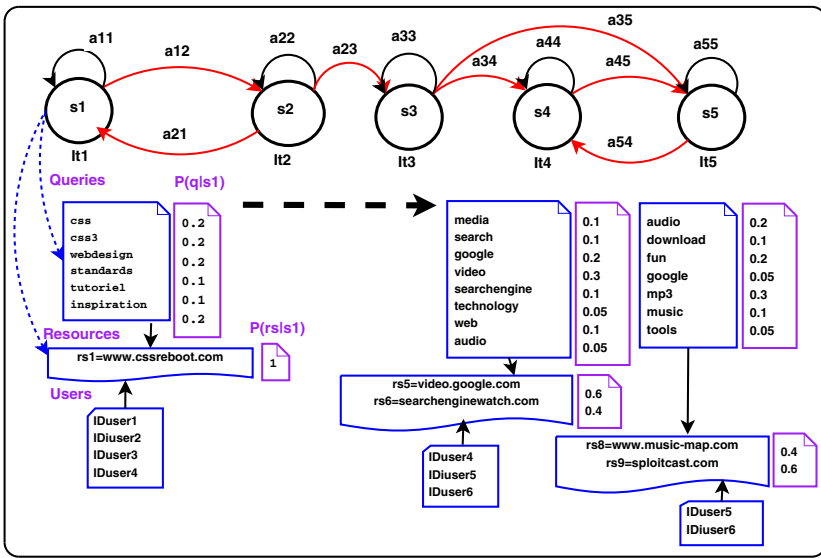 a11
a12
a22
a23
a33
a35
a34
a44
a45
a55
s1
s2
s3
s4
s5
a21
a54
It1
It2
It3
It4
It5
Queries
P(q|s1)
css
css3
webdesign
standards
tutoriel
inspiration
0.2
0.2
0.2
0.1
0.1
0.2
media
search
google
video
searchengine
technology
web
audio
0.1
0.1
0.2
0.3
0.1
0.05
0.1
0.05
audio
download
fun
google
mp3
music
tools
0.2
0.1
0.2
0.05
0.3
0.1
0.05
Resources
P(rs|s1)
rs1=www.cssreboot.com
1
Users
IDuser1
IDiuser2
IDuser3
IDuser4
rs5=video.google.com
rs6=searchenginewatch.com
0.6
0.4
IDuser4
IDiuser5
IDuser6
rs8=www.music-map.com
rs9=sploitcast.com
0.4
0.6
IDuser5
IDiuser6